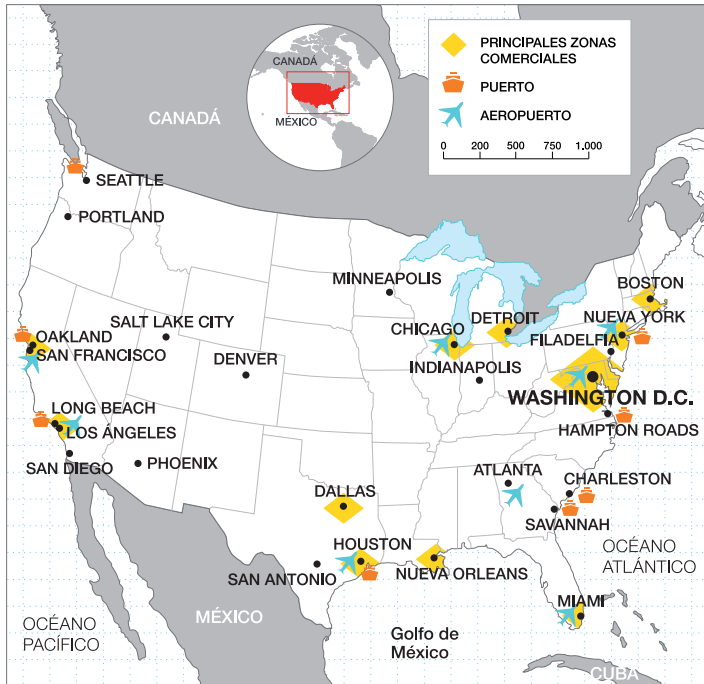 CANADÁ
MÉXICO
PRINCIPALES ZONAS
COMERCIALES
PUERTO
AEROPUERTO
0 200 500 750 1.000
CANADÁ
SEATTLE
PORTLAND
MINNEAPOLIS
BOSTON
NUEVA YORK
DETROIT
SALT LAKE CITY
CHICAGO
FILADELFIA
OAKLAND
SAN FRANCISCO
DENVER
INDIANAPOLIS
WASHINGTON D.C.
LONG BEACH
LOS ÁNGELES
HAMPTON ROADS
SAN DIEGO
PHOENIX
ATLANTA
CHARLESTON
DALLAS
SAVANNAH
HOUSTON
OCÉANO
ATLÁNTICO
SAN ANTONIO
NUEVA ORLEANS
MIAMI
MÉXICO
OCÉANO
PACÍFICO
Golfo de
México
CUBA